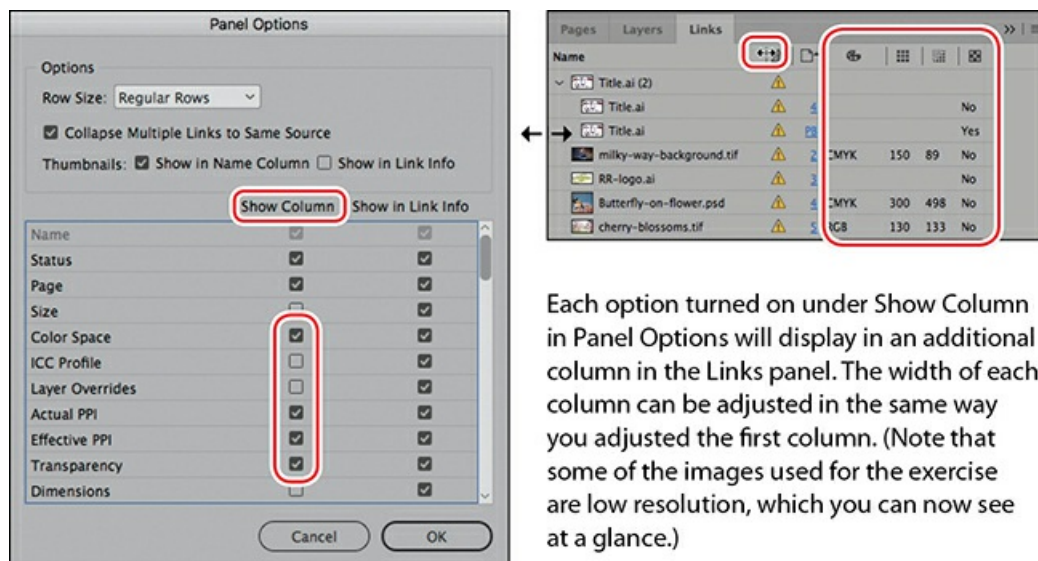 Panel Options
Options
Row Size: Regular Rows
Collapse Multiple Links to Same Source
Thumbnails: Show in Name Column Show in Link Info
Show Column Show in Link Info
Name
Status
Page
Size
Color Space
ICC Profile
Layer Overrides
Actual PPI
Effective PPI
Transparency
Dimensions
Cancel OK
Pages Layers Links
Name
Title.ai (2)
Title.ai 4 No
Title.ai PB Yes
milky-way-background.tif 2 CMYK 150 89 No
RR-logo.ai 3 No
Butterfly-on-flower.psd 4 CMYK 300 498 No
cherry-blossoms.tif 5 RGB 130 133 No
Each option turned on under Show Column
in Panel Options will display in an additional
column in the Links panel. The width of each
column can be adjusted in the same way
you adjusted the first column. (Note that
some of the images used for the exercise
are low resolution, which you can now see
at a glance.)